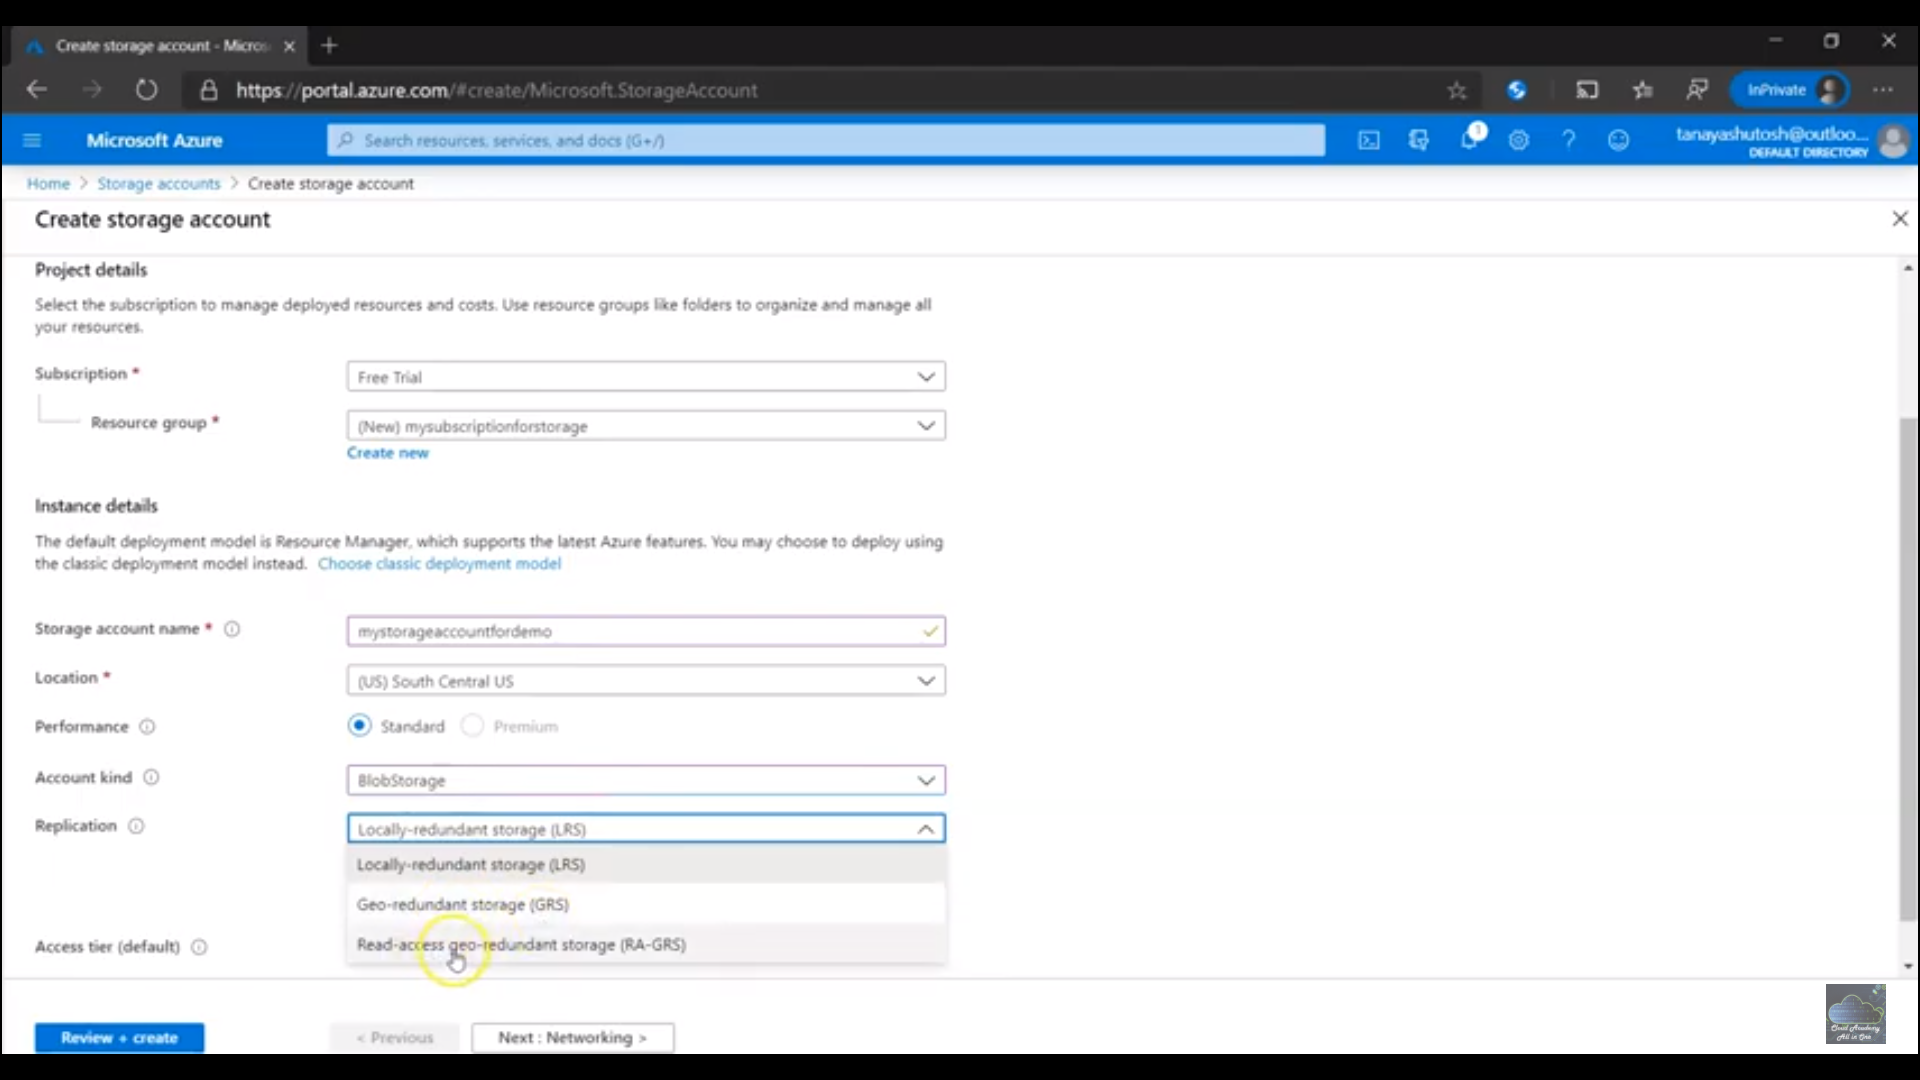 Create storage account - Micros
https://portal.azure.com/#create/Microsoft.StorageAccount
InPrivate
Microsoft Azure
Search resources, services, and docs (G+/)
1
tanayashutosh@outloo...
DEFAULT DIRECTORY
Home > Storage accounts > Create storage account
Create storage account
Project details
Select the subscription to manage deployed resources and costs. Use resource groups like folders to organize and manage all
your resources.
Subscription *
Free Trial
Resource group *
(New) mysubscriptionforstorage
Create new
Instance details
The default deployment model is Resource Manager, which supports the latest Azure features. You may choose to deploy using
the classic deployment model instead. Choose classic deployment model
Storage account name *
mystorageaccountfordemo
Location *
(US) South Central US
Performance
Standard Premium
Account kind
BlobStorage
Replication
Locally-redundant storage (LRS)
Locally-redundant storage (LRS)
Geo-redundant storage (GRS)
Read-access geo-redundant storage (RA-GRS)
Access tier (default)
Review + create
< Previous
Next : Networking >
Academy
All in One